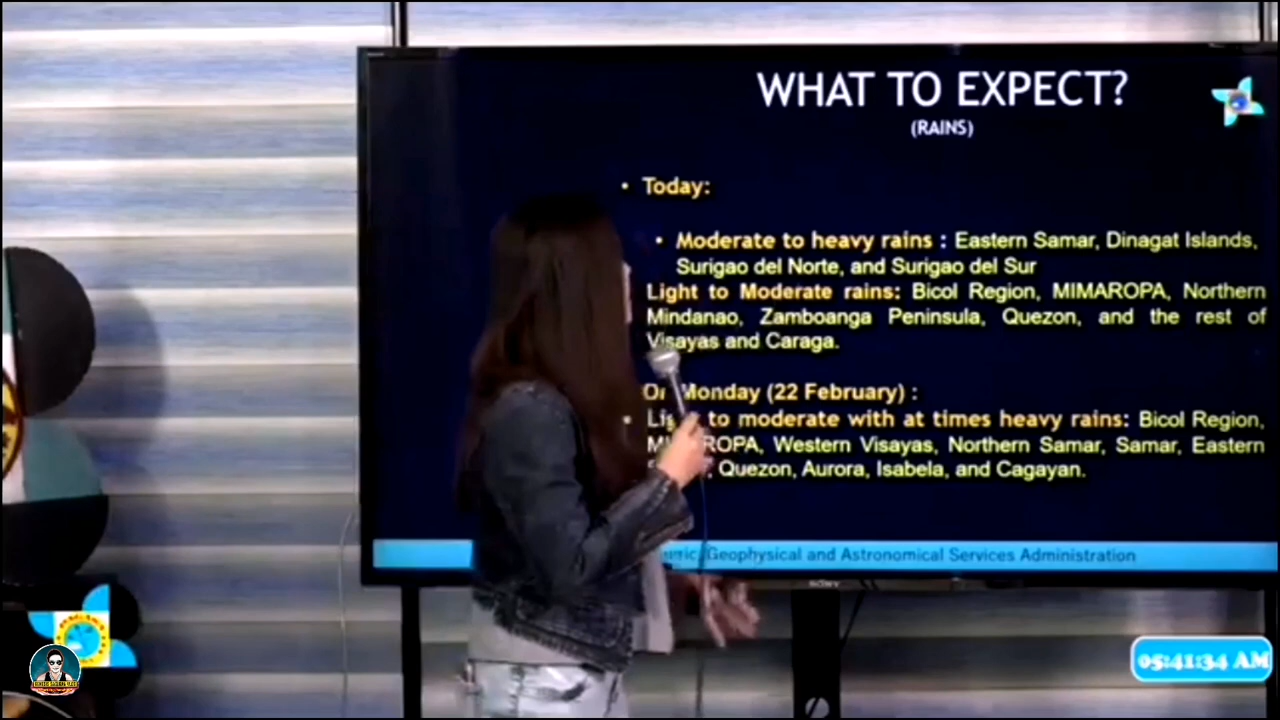 WHAT TO EXPECT?
(RAINS)
• Today:
• Moderate to heavy rains : Eastern Samar, Dinagat Islands,
Surigao del Norte, and Surigao del Sur
Light to Moderate rains: Bicol Region, MIMAROPA, Northern
Mindanao, Zamboanga Peninsula, Quezon, and the rest of
Visayas and Caraga.
On Monday (22 February) :
• to moderate with at times heavy rains: Bicol Region,
Western Visayas, Northern Samar, Samar, Eastern
Quezon, Aurora, Isabela, and Cagayan.
Geophysical and Astronomical Services Administration
SONY
05:41:34 AM